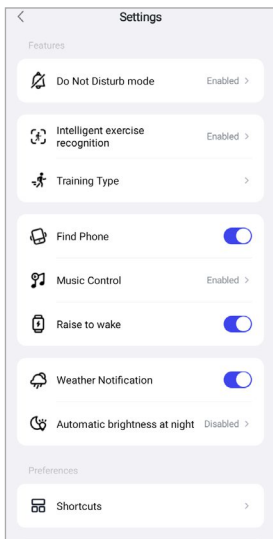 Settings
Features
Do Not Disturb mode
Enabled
Intelligent exercise
recognition
Enabled
Training Type
Find Phone
Music Control
Enabled
Raise to wake
Weather Notification
Automatic brightness at night
Disabled
Preferences
Shortcuts